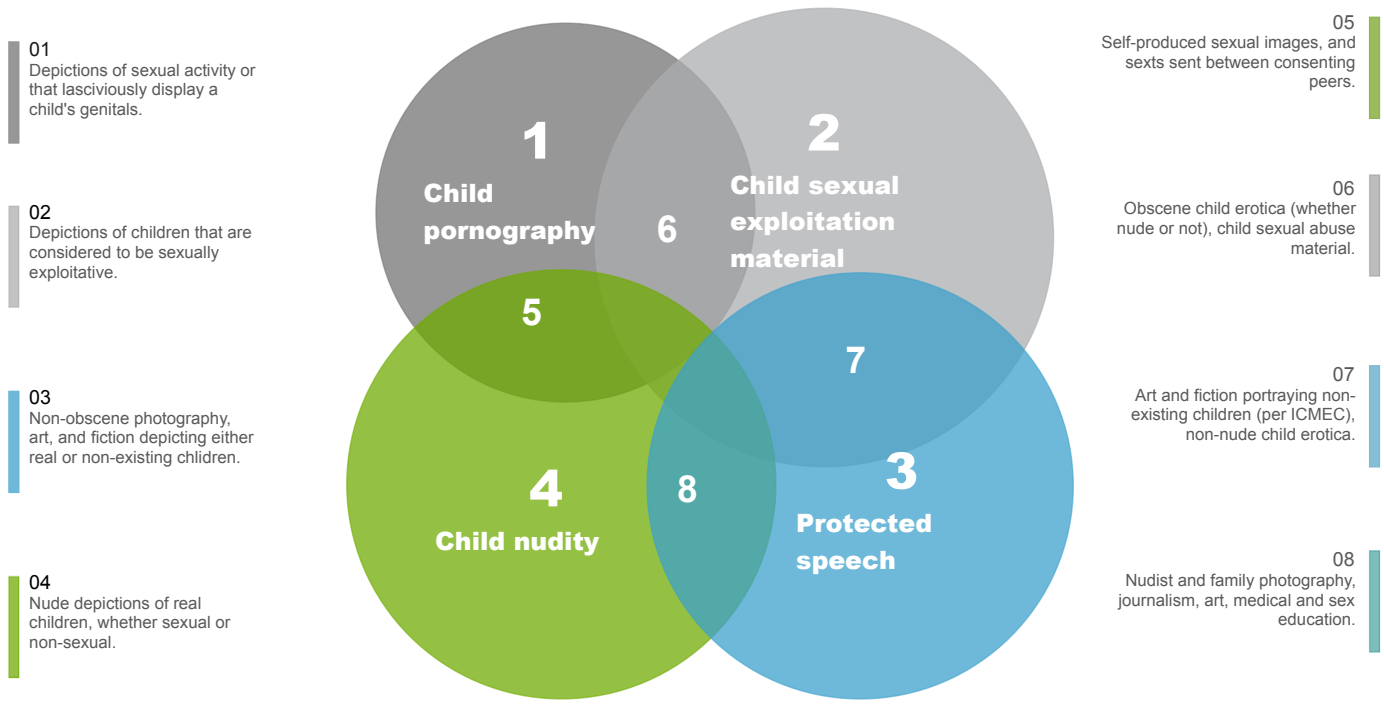 01
Depictions of sexual activity or
that lasciviously display a
child's genitals.
02
Depictions of children that are
considered to be sexually
exploitative.
03
Non-obscene photography,
art, and fiction depicting either
real or non-existing chlidren.
04
Nude depictions of real
children, whether sexual or
non-sexual.
1
Child
pornography
2
Child sexual
exploitation
material
6
5
7
3
Protected
speech
4
Child nudity
8
05
Self-produced sexual images, and
sexts sent between consenting
peers.
06
Obscene child erotica (whether
nude or not), child sexual abuse
material.
07
Art and fiction portraying non-
existing children (per ICMEC),
non-nude child erotica.
08
Nudist and family photography,
journalism, art, medical and sex
education.